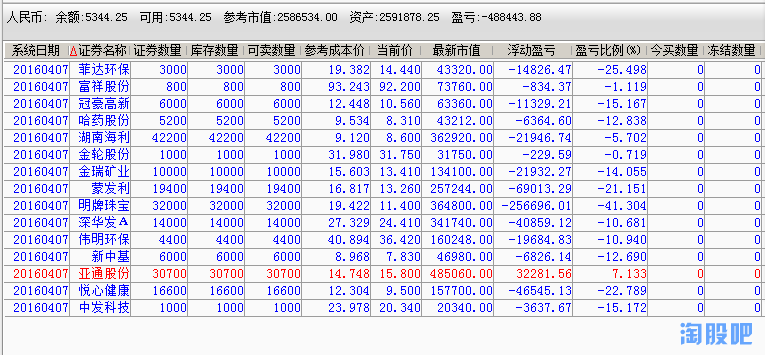 人民币: 余额:5344.25 可用:5344.25 参考市值:2586534.00 资产:2591878.25 盈亏:-488443.88
系统日期 证券名称 证券数量 库存数量 可卖数量 参考成本价 当前价 最新市值 浮动盈亏 盈亏比例(%) 今买数量 冻结数量
20160407 菲达环保 3000 3000 3000 19.382 14.440 43320.00 -14826.47 -25.498 0 0
20160407 富祥股份 800 800 800 93.243 92.200 73760.00 -834.37 -1.119 0 0
20160407 冠豪高新 6000 6000 6000 12.448 10.560 63360.00 -11329.21 -15.167 0 0
20160407 哈药股份 5200 5200 5200 9.534 8.310 43212.00 -6364.60 -12.838 0 0
20160407 湖南海利 42200 42200 42200 9.120 8.600 362920.00 -21946.74 -5.702 0 0
20160407 金轮股份 1000 1000 1000 31.980 31.750 31750.00 -229.59 -0.719 0 0
20160407 金瑞矿业 10000 10000 10000 15.603 13.410 134100.00 -21932.27 -14.055 0 0
20160407 蒙发利 19400 19400 19400 16.817 13.260 257244.00 -69013.29 -21.151 0 0
20160407 明牌珠宝 32000 32000 32000 19.422 11.400 364800.00 -256696.01 -41.304 0 0
20160407 深华发A 14000 14000 14000 27.329 24.410 341740.00 -40859.12 -10.681 0 0
20160407 伟明环保 4400 4400 4400 40.894 36.420 160248.00 -19684.83 -10.940 0 0
20160407 新中基 6000 6000 6000 8.968 7.830 46980.00 -6826.14 -12.690 0 0
20160407 亚通股份 30700 30700 30700 14.748 15.800 485060.00 32281.56 7.133 0 0
20160407 悦心健康 16600 16600 16600 12.304 9.500 157700.00 -46545.13 -22.789 0 0
20160407 中发科技 1000 1000 1000 23.978 20.340 20340.00 -3637.67 -15.172 0 0
淘股吧